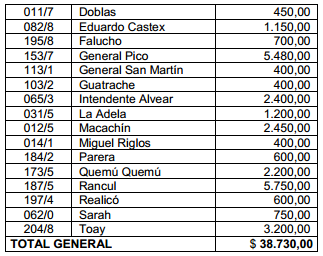 011/7 Doblas 450,00
082/8 Eduardo Castex 1.150,00
195/8 Falucho 700,00
153/7 General Pico 5.480,00
113/1 General San Martín 400,00
103/2 Guatrache 400,00
065/3 Intendente Alvear 2.400,00
031/5 La Adela 1.200,00
012/5 Macachín 2.450,00
014/1 Miguel Riglos 400,00
184/2 Parera 600,00
173/5 Quemú Quemú 2.200,00
187/5 Rancul 5.750,00
197/4 Realicó 600,00
062/0 Sarah 750,00
204/8 Toay 3.200,00
TOTAL GENERAL $ 38.730,00